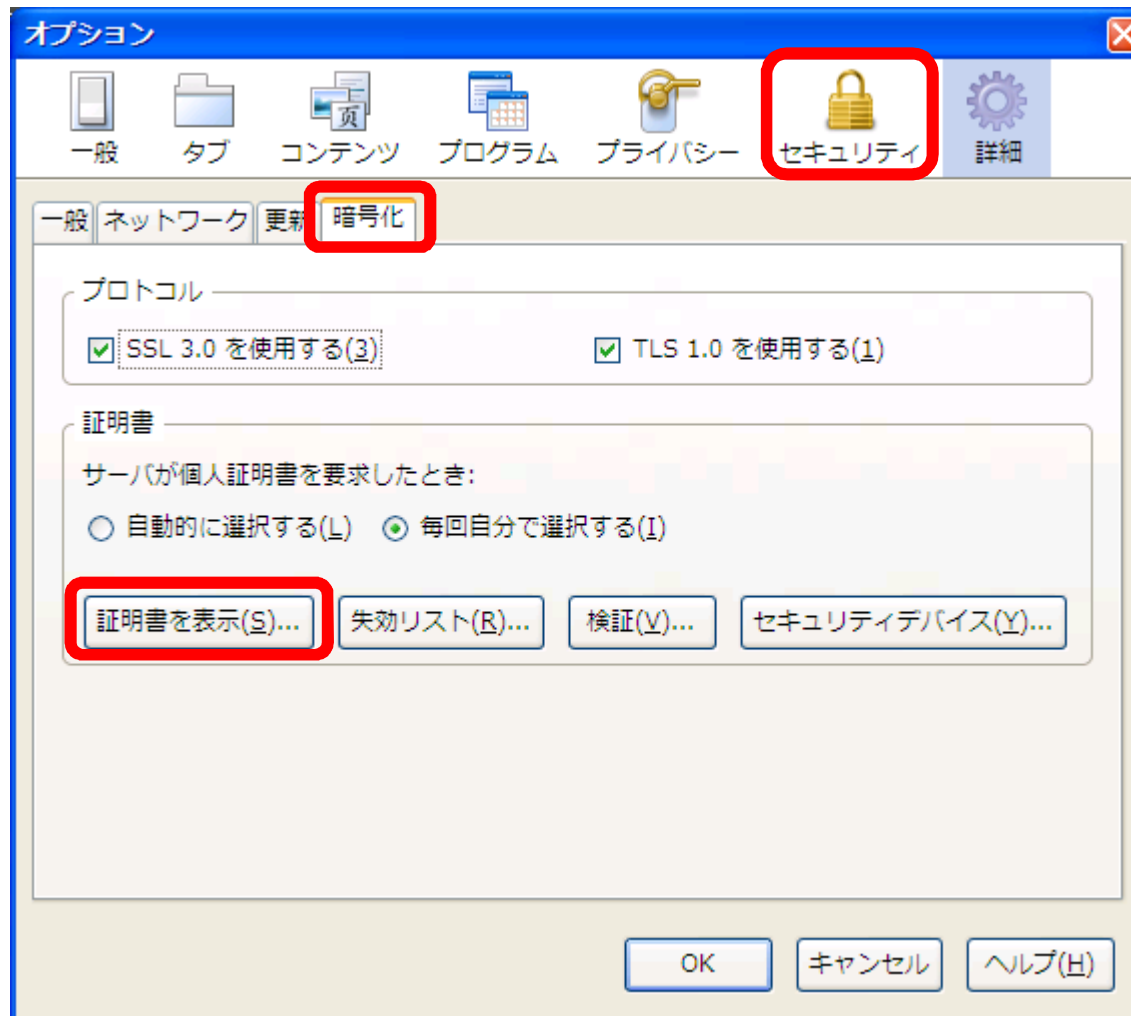 オプション
一般 タブ コンテンツ プログラム プライバシー セキュリティ 詳細
一般 ネットワーク 更新 暗号化
プロトコル
SSL 3.0 を使用する(3) TLS 1.0 を使用する(1)
証明書
サーバが個人証明書を要求したとき:
自動的に選択する(L) 毎回自分で選択する(I)
証明書を表示(S)... 失効リスト(R)... 検証(V)... セキュリティデバイス(Y)...
OK キャンセル ヘルプ(H)